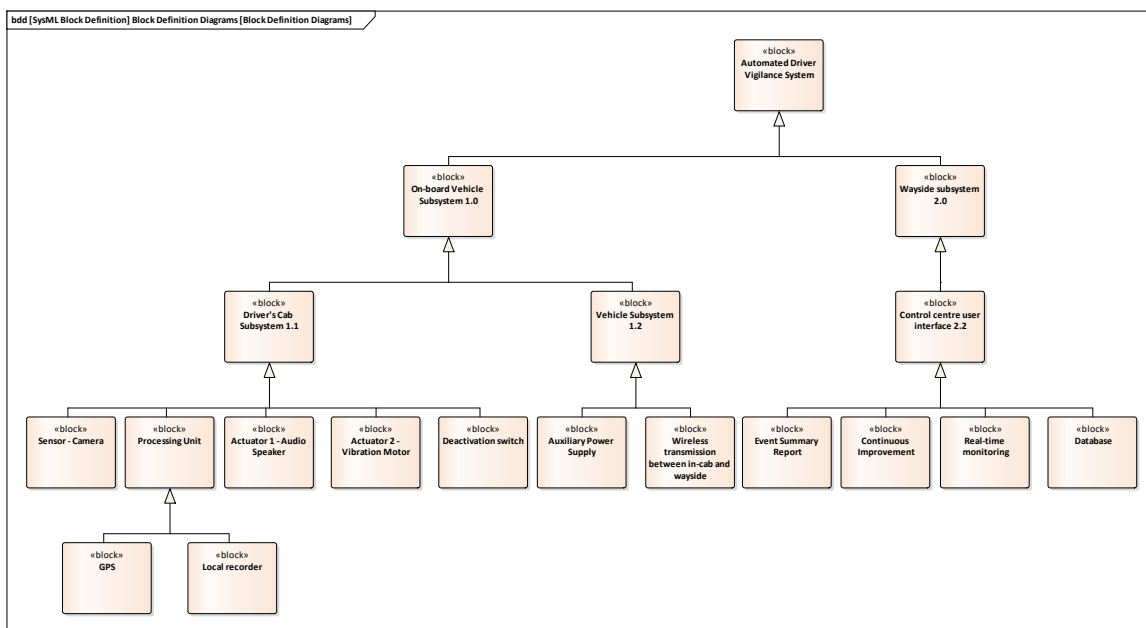 bdd [SysML Block Definition] Block Definition Diagrams [Block Definition Diagrams]
«block»
Automated Driver
Vigilance System
«block»
On-board Vehicle
Subsystem 1.0
«block»
Wayside subsystem
2.0
«block»
Driver's Cab
Subsystem 1.1
«block»
Vehicle Subsystem
1.2
«block»
Control centre user
interface 2.2
«block»
Sensor - Camera
«block»
Processing Unit
«block»
Actuator 1 - Audio
Speaker
«block»
Actuator 2 -
Vibration Motor
«block»
Deactivation switch
«block»
Auxiliary Power
Supply
«block»
Wireless
transmission
between in-cab and
wayside
«block»
Event Summary
Report
«block»
Continuous
Improvement
«block»
Real-time
monitoring
«block»
Database
«block»
GPS
«block»
Local recorder